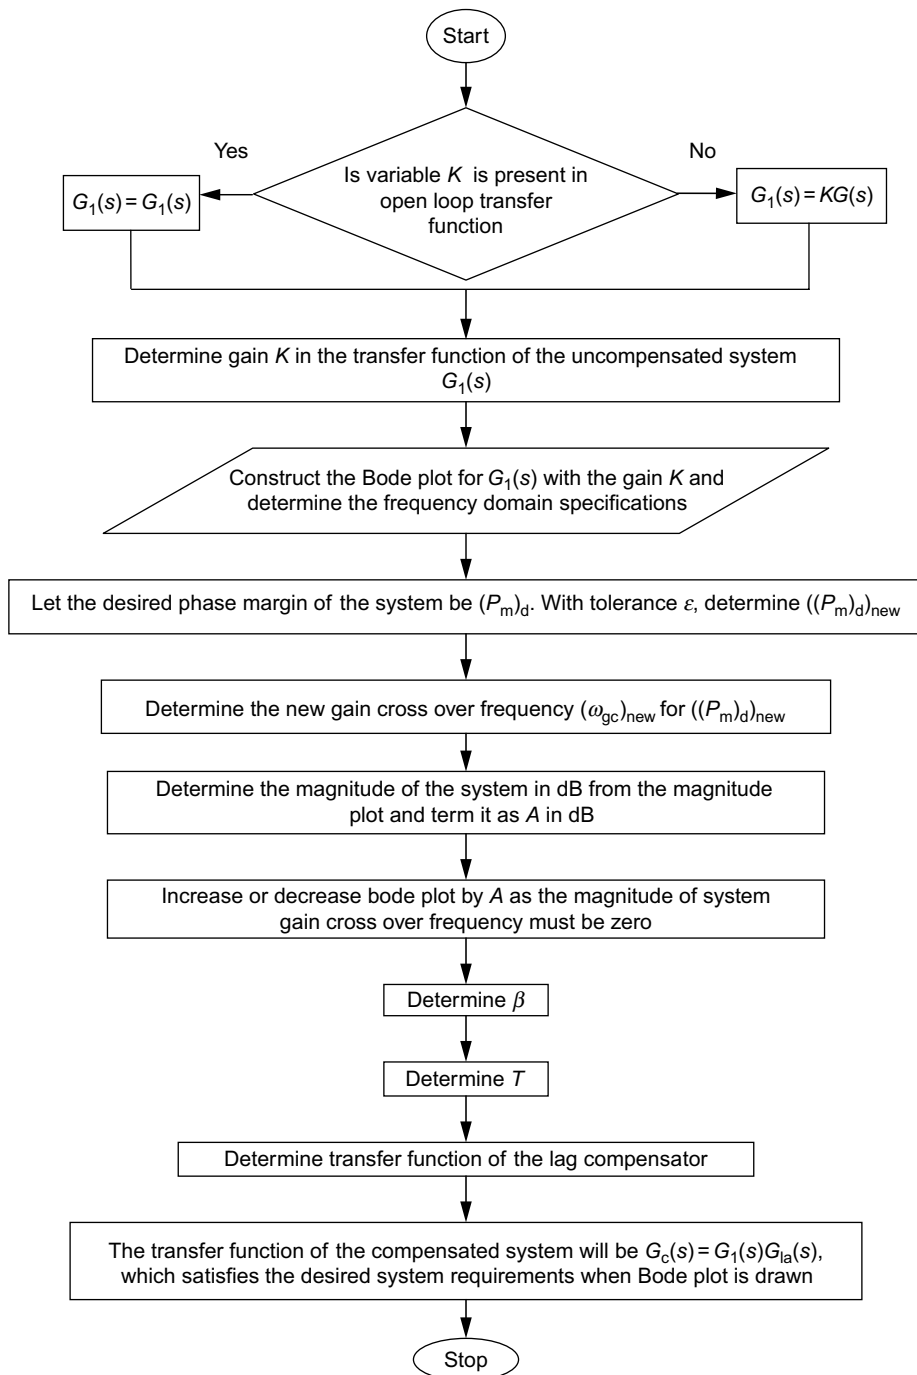 Start
Yes
No
Is variable K is present in
open loop transfer
function
G₁(s) = G₁(s)
G₁(s) = KG(s)
Determine gain K in the transfer function of the uncompensated system
G₁(s)
Construct the Bode plot for G₁(s) with the gain K and
determine the frequency domain specifications
Let the desired phase margin of the system be (Pm)d. With tolerance ε, determine ((Pm)d)new
Determine the new gain cross over frequency (ωgc)new for ((Pm)d)new
Determine the magnitude of the system in dB from the magnitude
plot and term it as A in dB
Increase or decrease bode plot by A as the magnitude of system
gain cross over frequency must be zero
Determine β
Determine T
Determine transfer function of the lag compensator
The transfer function of the compensated system will be Gc(s) = G₁(s)Gla(s),
which satisfies the desired system requirements when Bode plot is drawn
Stop